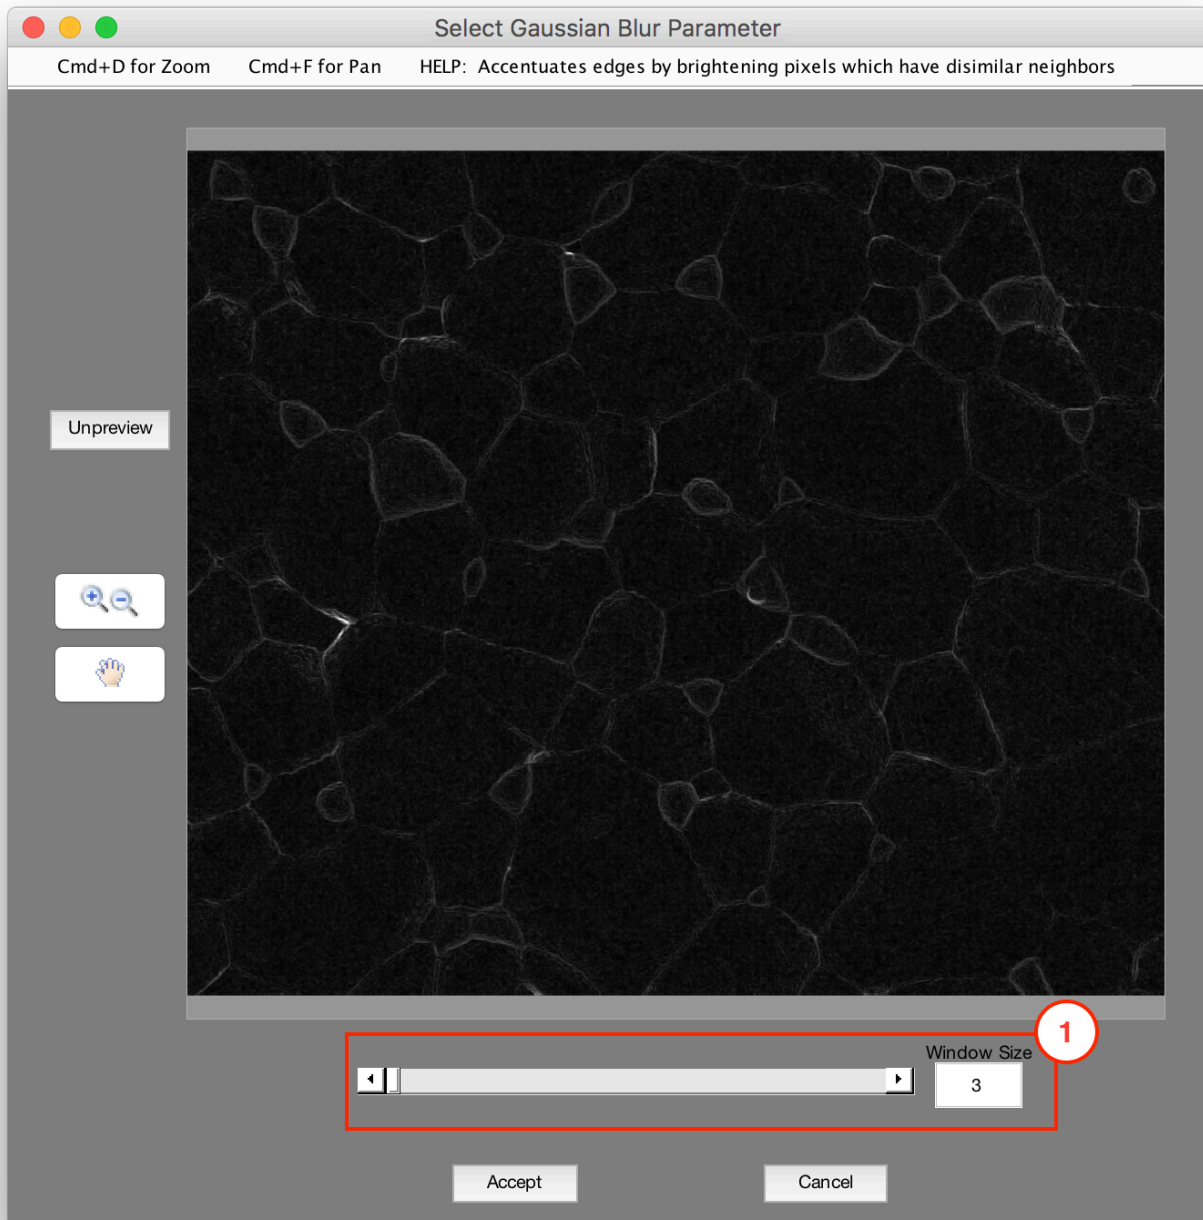 Select Gaussian Blur Parameter
Cmd+D for Zoom Cmd+F for Pan HELP: Accentuates edges by brightening pixels which have disimilar neighbors
Unpreview
1
Window Size
3
Accept Cancel